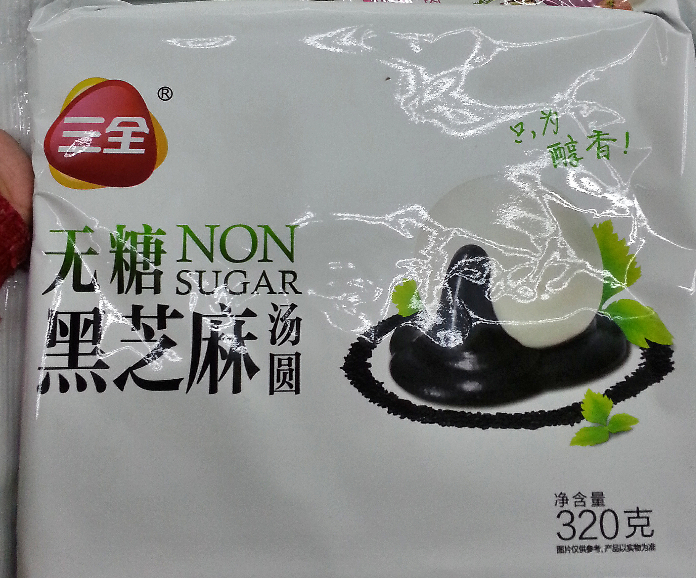 三全®
只为
醇香!
无糖 NON
SUGAR
黑芝麻 汤圆
净含量
320克
图片仅供参考,产品以实物为准